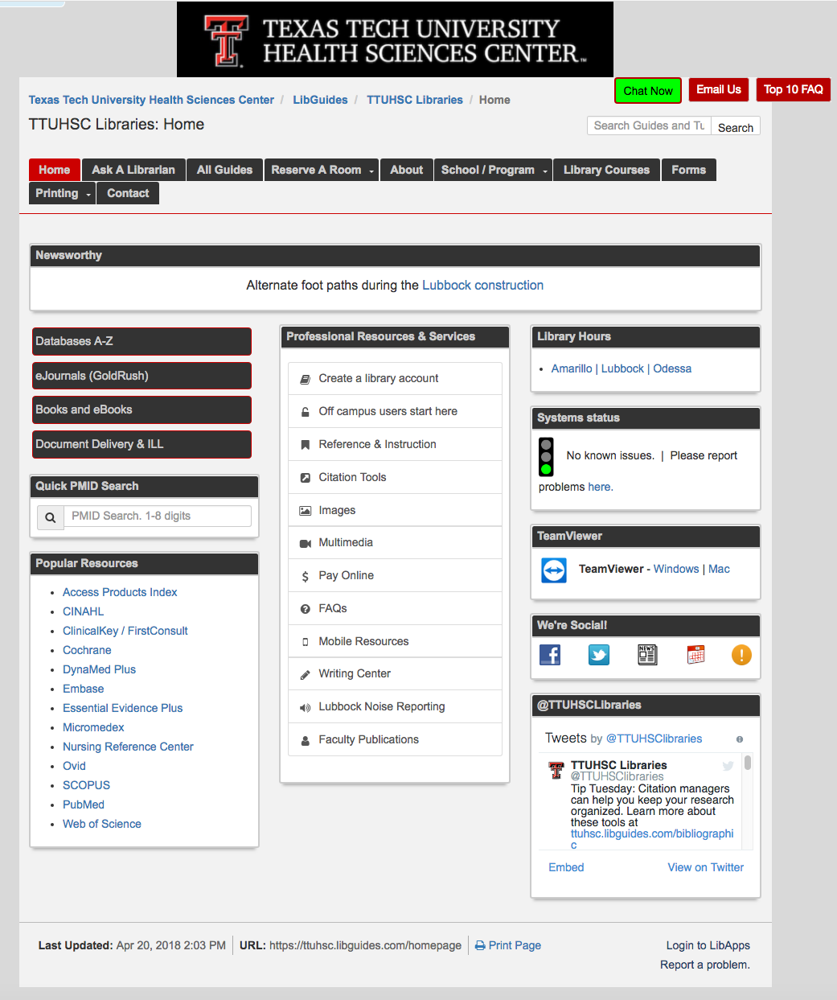 TEXAS TECH UNIVERSITY
HEALTH SCIENCES CENTER™
Chat Now
Email Us
Top 10 FAQ
Texas Tech University Health Sciences Center / LibGuides / TTUHSC Libraries / Home
TTUHSC Libraries: Home
Search Guides and Tu
Search
Home
Ask A Librarian
All Guides
Reserve A Room
About
School / Program
Library Courses
Forms
Printing
Contact
Newsworthy
Alternate foot paths during the Lubbock construction
Databases A-Z
eJournals (GoldRush)
Books and eBooks
Document Delivery & ILL
Quick PMID Search
PMID Search. 1-8 digits
Popular Resources
Access Products Index
CINAHL
ClinicalKey / FirstConsult
Cochrane
DynaMed Plus
Embase
Essential Evidence Plus
Micromedex
Nursing Reference Center
Ovid
SCOPUS
PubMed
Web of Science
Professional Resources & Services
Create a library account
Off campus users start here
Reference & Instruction
Citation Tools
Images
Multimedia
Pay Online
FAQs
Mobile Resources
Writing Center
Lubbock Noise Reporting
Faculty Publications
Library Hours
Amarillo | Lubbock | Odessa
Systems status
No known issues. | Please report
problems here.
TeamViewer
TeamViewer - Windows | Mac
We're Social!
NEWS
@TTUHSCLibraries
Tweets by @TTUHSClibraries
TTUHSC Libraries
@TTUHSClibraries
Tip Tuesday: Citation managers
can help you keep your research
organized. Learn more about
these tools at
ttuhsc.libguides.com/bibliographi
c
Embed
View on Twitter
Last Updated: Apr 20, 2018 2:03 PM
URL: https://ttuhsc.libguides.com/homepage
Print Page
Login to LibApps
Report a problem.